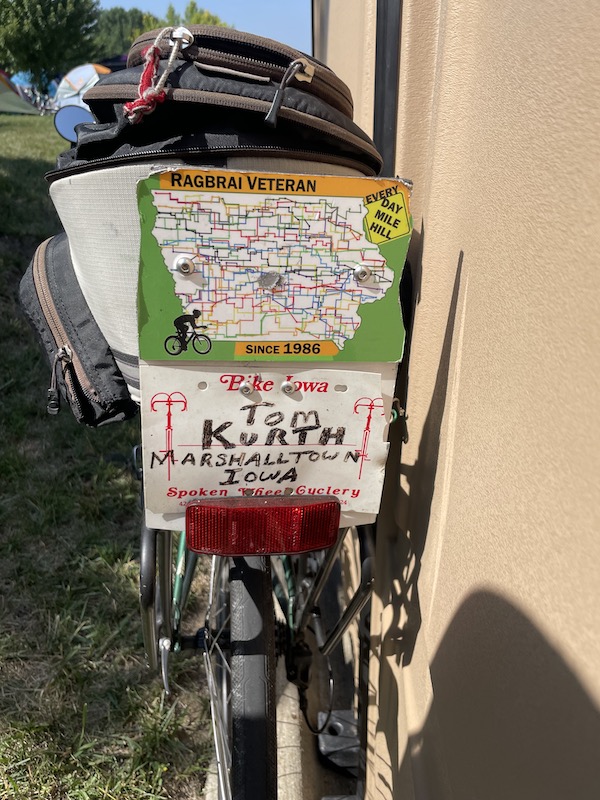 RAGBRAI VETERAN
EVERY
DAY
MILE
HILL
SINCE 1986
Bike Iowa
TOM
KURTH
MARSHALLTOWN
IOWA
Spoken Wheel Cyclery